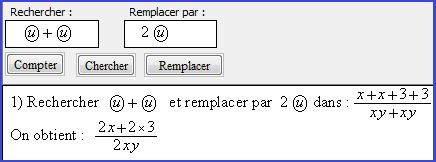 Rechercher : Remplacer par :
ⓤ + ⓤ 2 ⓤ
Compter Chercher Remplacer
1) Rechercher ⓤ + ⓤ et remplacer par 2 ⓤ dans : (x+x+3+3)/(xy+xy)
On obtient : (2x+2×3)/(2xy)